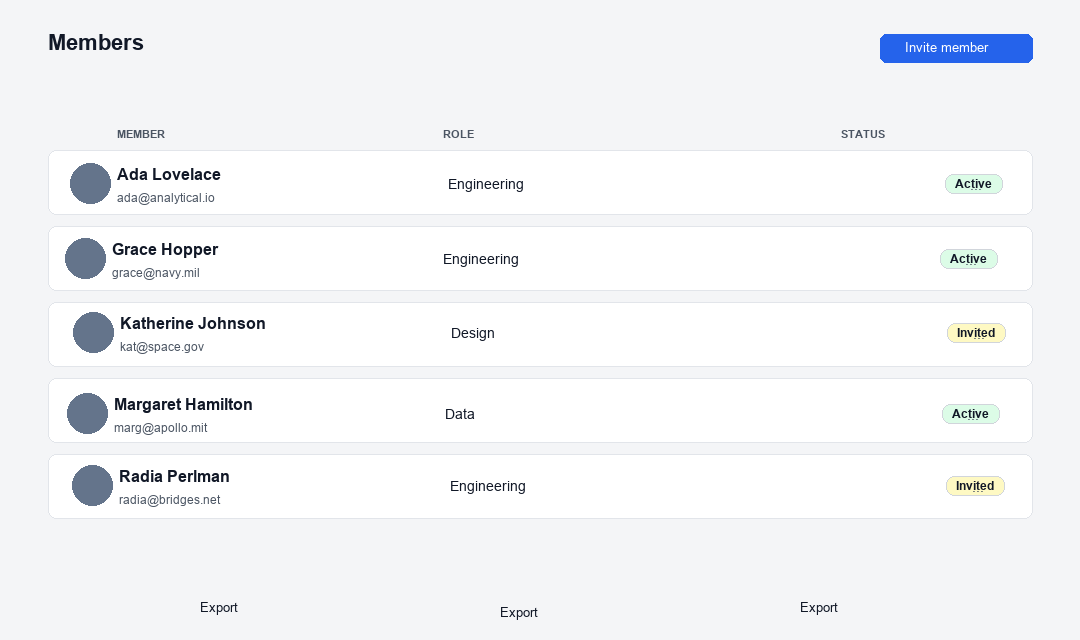 Members
Invite member
MEMBER ROLE STATUS
Ada Lovelace
ada@analytical.io
Engineering
Active
Grace Hopper
grace@navy.mil
Engineering
Active
Katherine Johnson
kat@space.gov
Design
Invited
Margaret Hamilton
marg@apollo.mit
Data
Active
Radia Perlman
radia@bridges.net
Engineering
Invited
Export
Export
Export